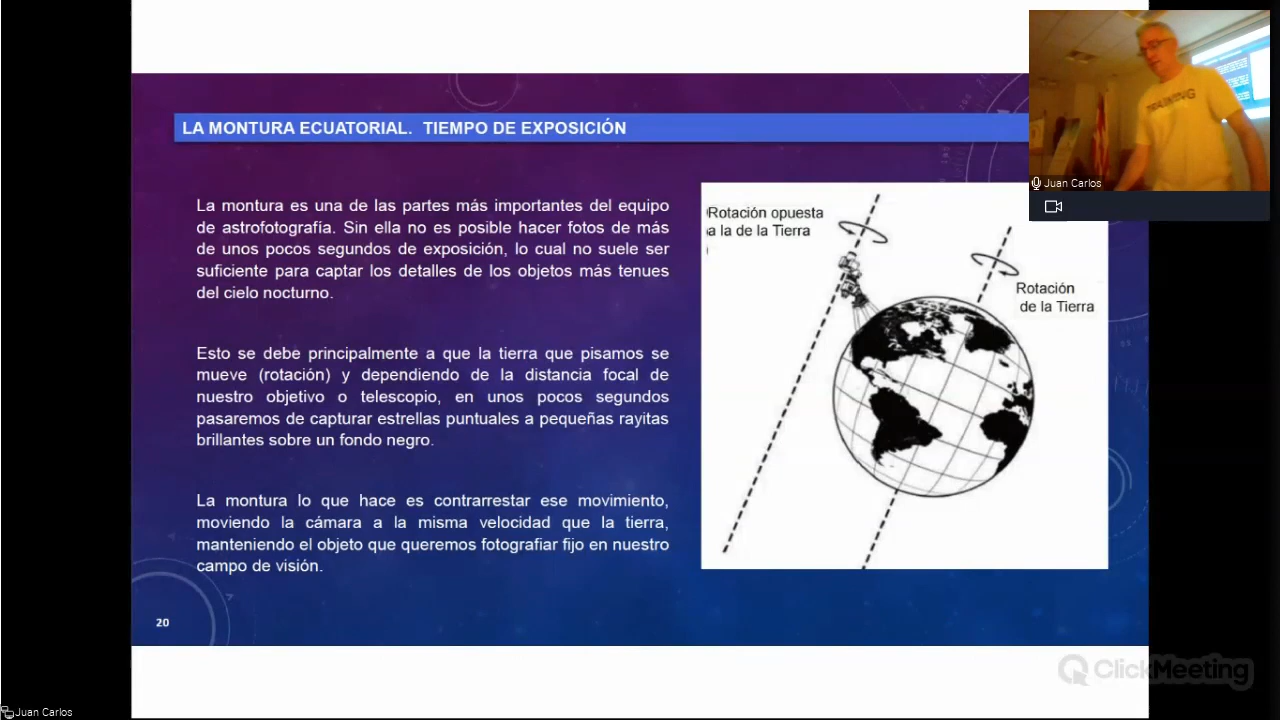 LA MONTURA ECUATORIAL. TIEMPO DE EXPOSICIÓN
La montura es una de las partes más importantes del equipo
de astrofotografía. Sin ella no es posible hacer fotos de más
de unos pocos segundos de exposición, lo cual no suele ser
suficiente para captar los detalles de los objetos más tenues
del cielo nocturno.
Esto se debe principalmente a que la tierra que pisamos se
mueve (rotación) y dependiendo de la distancia focal de
nuestro objetivo o telescopio, en unos pocos segundos
pasaremos de capturar estrellas puntuales a pequeñas rayitas
brillantes sobre un fondo negro.
La montura lo que hace es contrarrestar ese movimiento,
moviendo la cámara a la misma velocidad que la tierra,
manteniendo el objeto que queremos fotografiar fijo en nuestro
campo de visión.
20
Rotación opuesta
a la de la Tierra
Rotación
de la Tierra
TRAINING
Juan Carlos
ClickMeeting
Juan Carlos